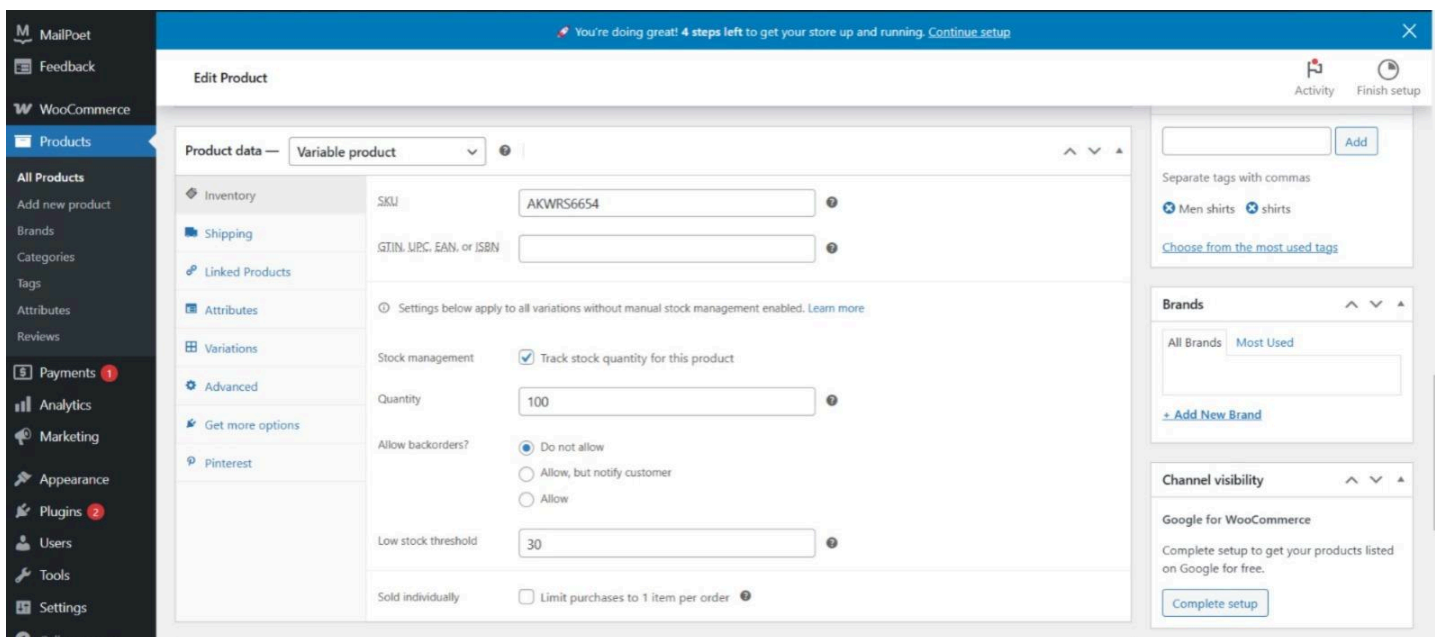 MailPoet
Feedback
WooCommerce
Products
All Products
Add new product
Brands
Categories
Tags
Attributes
Reviews
Payments 1
Analytics
Marketing
Appearance
Plugins 2
Users
Tools
Settings
🚀 You're doing great! 4 steps left to get your store up and running. Continue setup
Edit Product
Activity
Finish setup
Product data — Variable product
Inventory
Shipping
Linked Products
Attributes
Variations
Advanced
Get more options
Pinterest
SKU AKWRS6654
GTIN, UPC, EAN, or ISBN
Settings below apply to all variations without manual stock management enabled. Learn more
Stock management Track stock quantity for this product
Quantity 100
Allow backorders? Do not allow
Allow, but notify customer
Allow
Low stock threshold 30
Sold individually Limit purchases to 1 item per order
Add
Separate tags with commas
Men shirts shirts
Choose from the most used tags
Brands
All Brands Most Used
+ Add New Brand
Channel visibility
Google for WooCommerce
Complete setup to get your products listed
on Google for free.
Complete setup